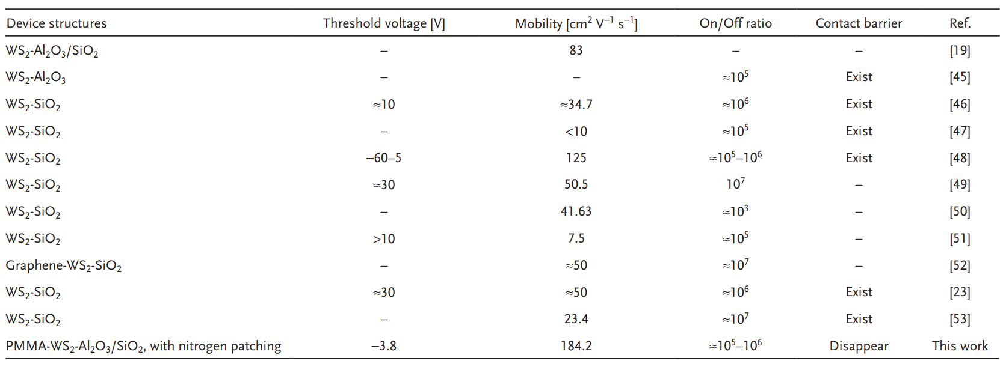 Device structures Threshold voltage [V] Mobility [cm² V⁻¹ s⁻¹] On/Off ratio Contact barrier Ref.
WS₂-Al₂O₃/SiO₂ – 83 – – [19]
WS₂-Al₂O₃ – – ≈10⁵ Exist [45]
WS₂-SiO₂ ≈10 ≈34.7 ≈10⁶ Exist [46]
WS₂-SiO₂ – <10 ≈10⁵ Exist [47]
WS₂-SiO₂ −60–5 125 ≈10⁵–10⁶ Exist [48]
WS₂-SiO₂ ≈30 50.5 10⁷ – [49]
WS₂-SiO₂ – 41.63 ≈10³ – [50]
WS₂-SiO₂ >10 7.5 ≈10⁵ – [51]
Graphene-WS₂-SiO₂ – ≈50 ≈10⁷ – [52]
WS₂-SiO₂ ≈30 ≈50 ≈10⁶ Exist [23]
WS₂-SiO₂ – 23.4 ≈10⁷ Exist [53]
PMMA-WS₂-Al₂O₃/SiO₂, with nitrogen patching −3.8 184.2 ≈10⁵–10⁶ Disappear This work